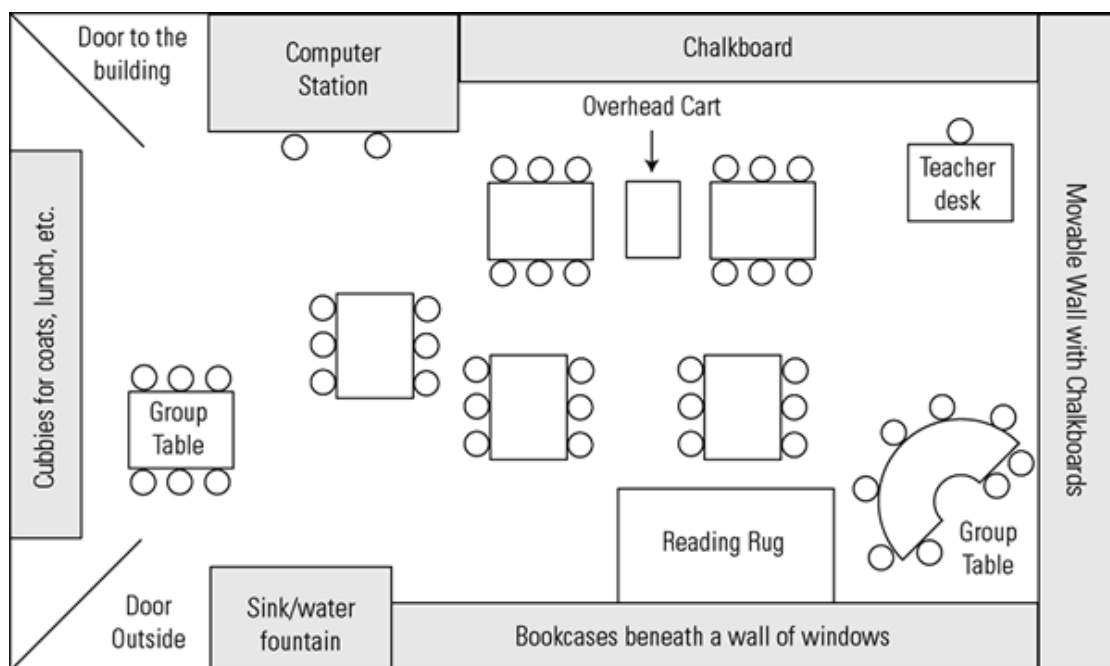 Door to the
building
Computer
Station
Chalkboard
Overhead Cart
Teacher
desk
Movable Wall with Chalkboards
Cubbies for coats, lunch, etc.
Group
Table
Reading Rug
Group
Table
Door
Outside
Sink/water
fountain
Bookcases beneath a wall of windows